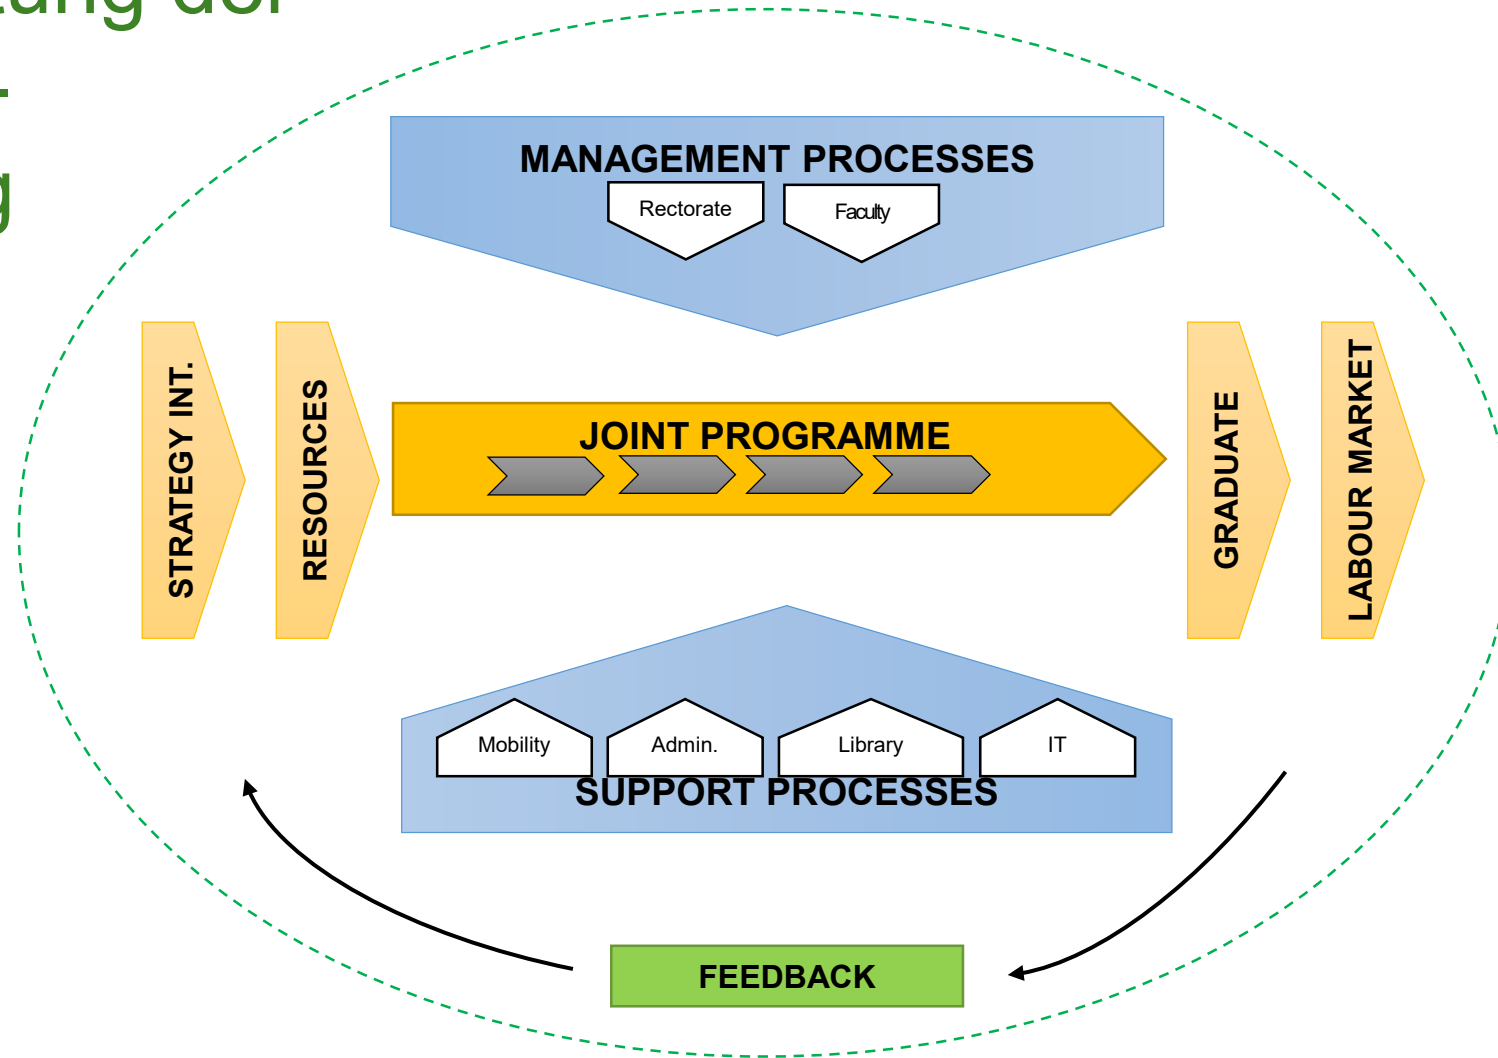 der
MANAGEMENT PROCESSES
Rectorate
Faculty
STRATEGY INT.
RESOURCES
JOINT PROGRAMME
GRADUATE
LABOUR MARKET
Mobility
Admin.
Library
IT
SUPPORT PROCESSES
FEEDBACK